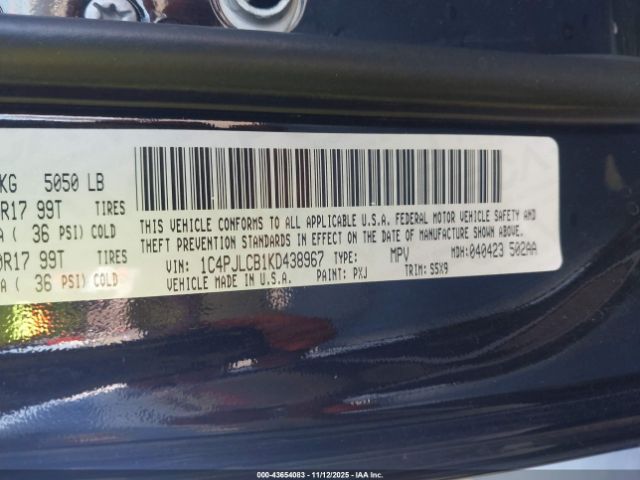 KG 5050 LB
R17 99T TIRES
( 36 PSI) COLD
R17 99T TIRES
A ( 36 PSI) COLD
THIS VEHICLE CONFORMS TO ALL APPLICABLE U.S.A. FEDERAL MOTOR VEHICLE SAFETY AND
THEFT PREVENTION STANDARDS IN EFFECT ON THE DATE OF MANUFACTURE SHOWN ABOVE.
VIN: 1C4PJLCB1KD438967 TYPE: MPV MDH: 040423 502AA
VEHICLE MADE IN U.S.A. PAINT: PXJ TRIM: S5X9
000-43654083 - 11/12/2025 - IAA Inc.